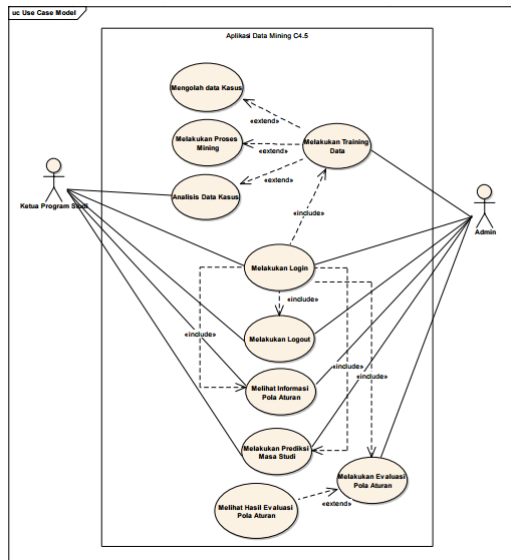 uc Use Case Model
Aplikasi Data Mining C4.5
Mengolah data Kasus
«extend»
Melakukan Proses
Mining
«extend»
Melakukan Training
Data
«extend»
Analisis Data Kasus
Ketua Program Studi
Admin
«include»
Melakukan Login
«include»
Melakukan Logout
«include»
«include»
«include»
Melihat Informasi
Pola Aturan
Melakukan Prediksi
Masa Studi
Melakukan Evaluasi
Pola Aturan
Melihat Hasil Evaluasi
Pola Aturan
«extend»